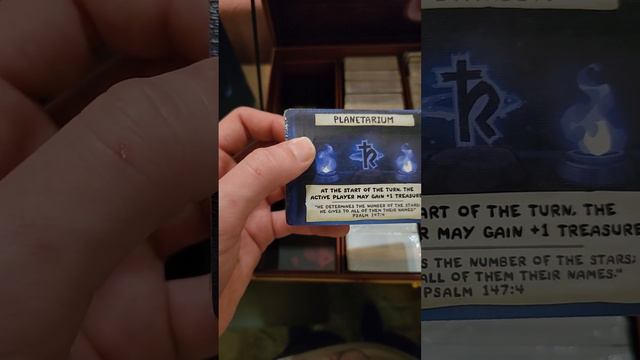 PLANETARIUM
AT THE START OF THE TURN, THE
ACTIVE PLAYER MAY GAIN +1 TREASURE
"HE DETERMINES THE NUMBER OF THE STARS;
HE GIVES TO ALL OF THEM THEIR NAMES"
PSALM 147:4
ART OF THE TURN, THE
R MAY GAIN +1 TREASURE
S THE NUMBER OF THE STARS;
ALL OF THEM THEIR NAMES."
PSALM 147:4